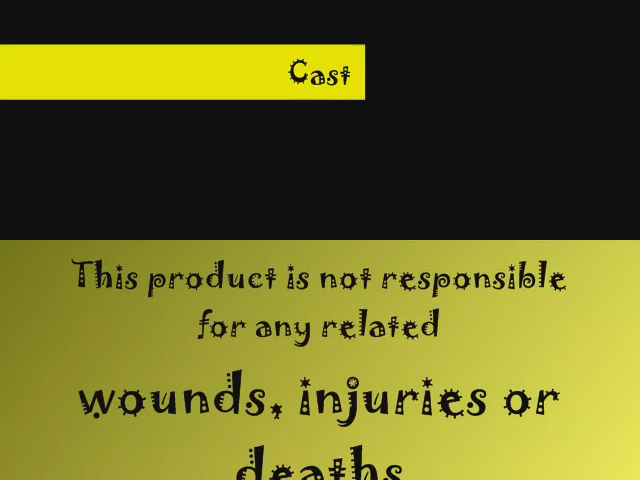 Cast
This product is not responsible
for any related
wounds, injuries or
deaths